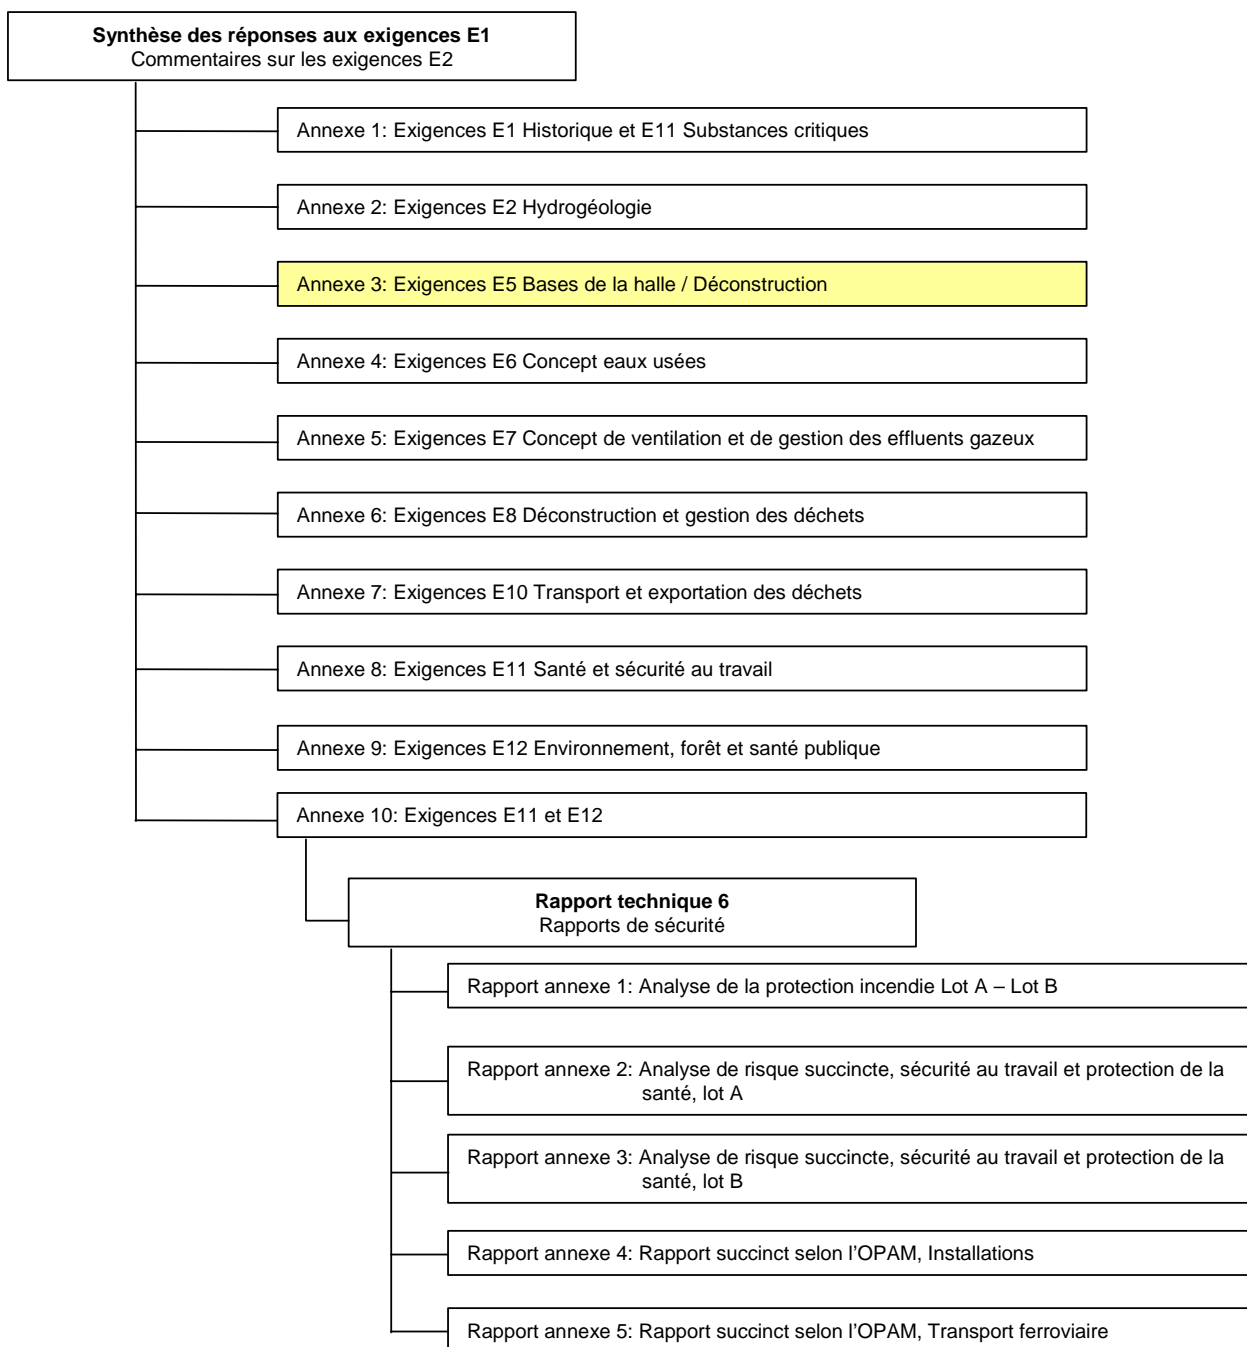 Synthèse des réponses aux exigences E1
Commentaires sur les exigences E2
Annexe 1: Exigences E1 Historique et E11 Substances critiques
Annexe 2: Exigences E2 Hydrogéologie
Annexe 3: Exigences E5 Bases de la halle / Déconstruction
Annexe 4: Exigences E6 Concept eaux usées
Annexe 5: Exigences E7 Concept de ventilation et de gestion des effluents gazeux
Annexe 6: Exigences E8 Déconstruction et gestion des déchets
Annexe 7: Exigences E10 Transport et exportation des déchets
Annexe 8: Exigences E11 Santé et sécurité au travail
Annexe 9: Exigences E12 Environnement, forêt et santé publique
Annexe 10: Exigences E11 et E12
Rapport technique 6
Rapports de sécurité
Rapport annexe 1: Analyse de la protection incendie Lot A – Lot B
Rapport annexe 2: Analyse de risque succincte, sécurité au travail et protection de la
santé, lot A
Rapport annexe 3: Analyse de risque succincte, sécurité au travail et protection de la
santé, lot B
Rapport annexe 4: Rapport succinct selon l'OPAM, Installations
Rapport annexe 5: Rapport succinct selon l'OPAM, Transport ferroviaire